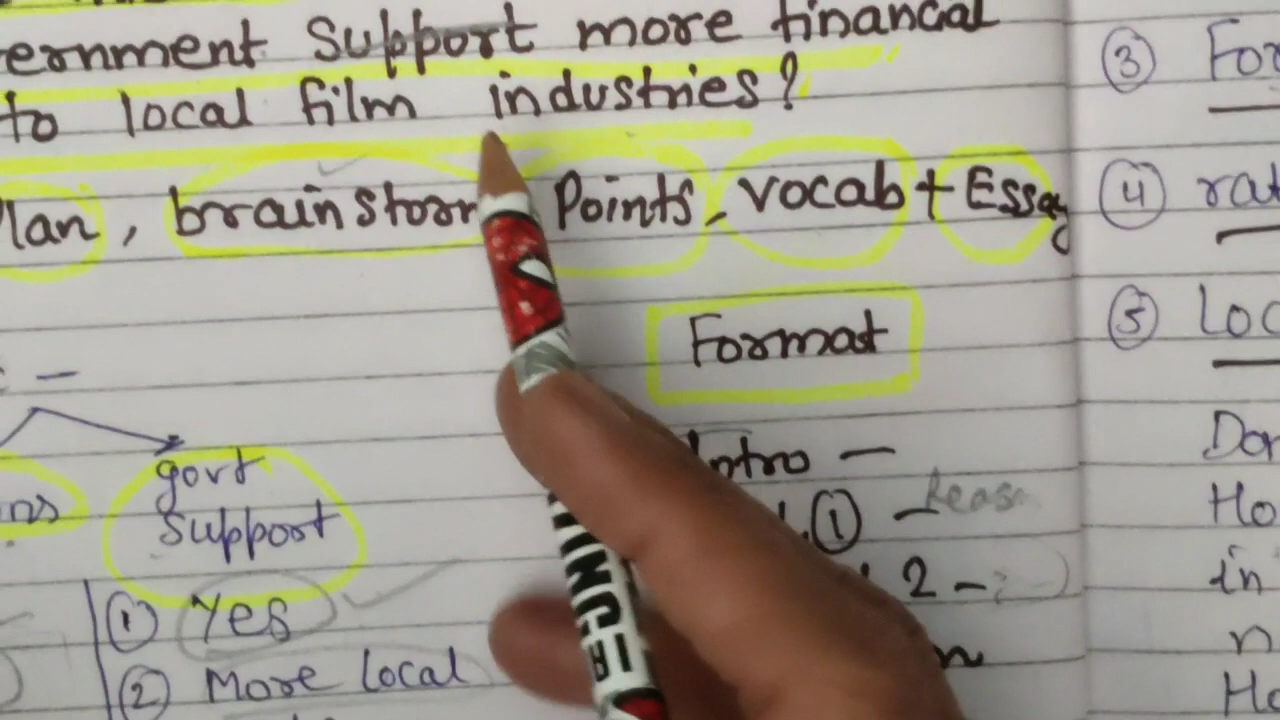 ernment Support more financial
to local film industries?
lan, brainstorm Points, vocab + Essay
Format
govt
support
① Yes
② More local
Intro —
① —
2 —
③ For
④ rat
⑤ Loc
Dor
Ho
in
n
Ho